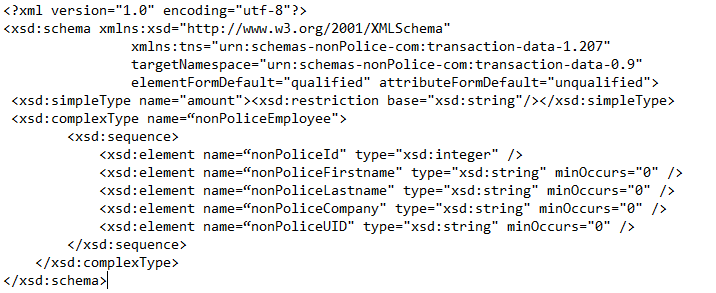 <?xml version="1.0" encoding="utf-8"?>
<xsd:schema xmlns:xsd="http://www.w3.org/2001/XMLSchema"
xmlns:tns="urn:schemas-nonPolice-com:transaction-data-1.207"
targetNamespace="urn:schemas-nonPolice-com:transaction-data-0.9"
elementFormDefault="qualified" attributeFormDefault="unqualified">
<xsd:simpleType name="amount"><xsd:restriction base="xsd:string"/></xsd:simpleType>
<xsd:complexType name=“nonPoliceEmployee">
<xsd:sequence>
<xsd:element name=“nonPoliceId" type="xsd:integer" />
<xsd:element name=“nonPoliceFirstname" type="xsd:string" minOccurs="0" />
<xsd:element name=“nonPoliceLastname" type="xsd:string" minOccurs="0" />
<xsd:element name=“nonPoliceCompany" type="xsd:string" minOccurs="0" />
<xsd:element name=“nonPoliceUID" type="xsd:string" minOccurs="0" />
</xsd:sequence>
</xsd:complexType>
</xsd:schema>